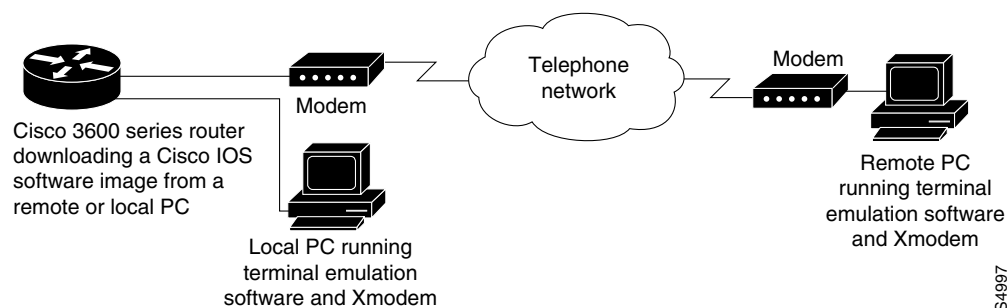 Telephone
network
Modem
Modem
Cisco 3600 series router
downloading a Cisco IOS
software image from a
remote or local PC
Local PC running
terminal emulation
software and Xmodem
Remote PC
running terminal
emulation software
and Xmodem
S4997